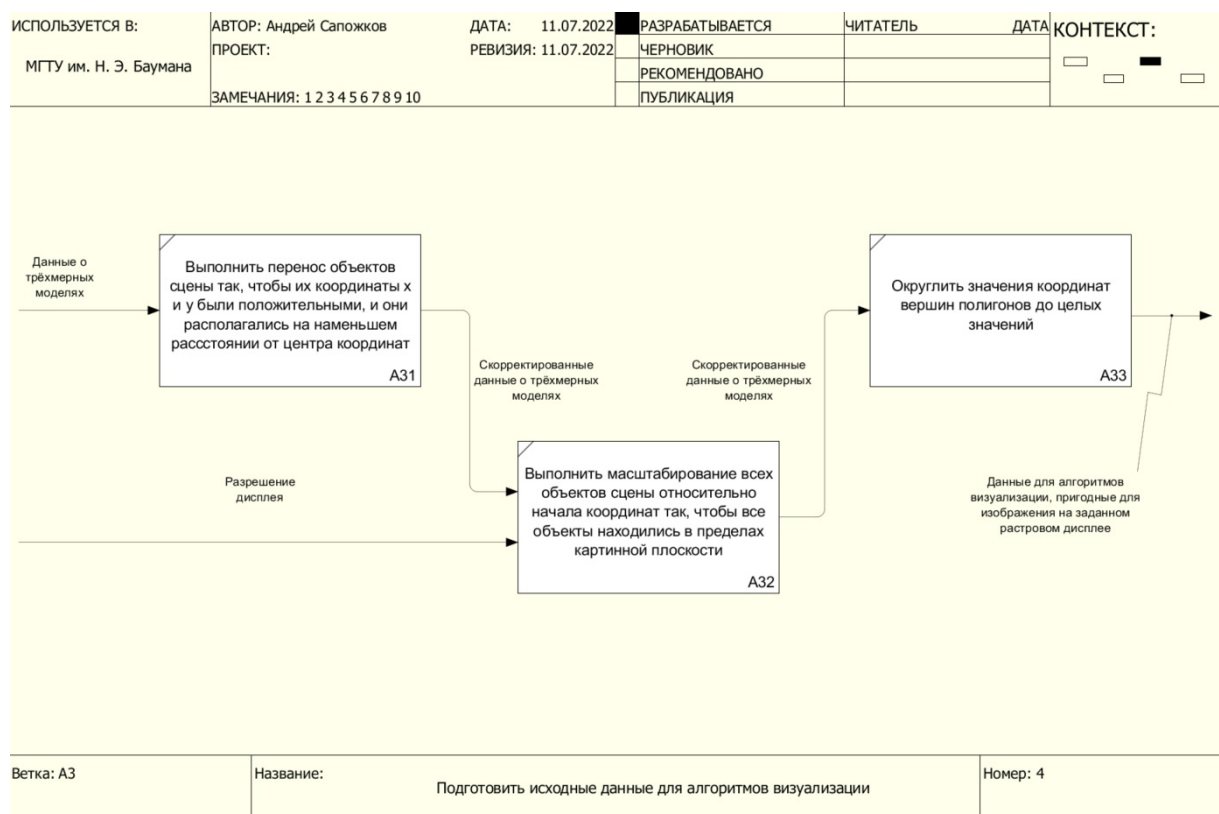 ИСПОЛЬЗУЕТСЯ В:
МГТУ им. Н. Э. Баумана
АВТОР: Андрей Сапожков
ДАТА: 11.07.2022
ПРОЕКТ:
РЕВИЗИЯ: 11.07.2022
ЗАМЕЧАНИЯ: 1 2 3 4 5 6 7 8 9 10
РАЗРАБАТЫВАЕТСЯ
ЧЕРНОВИК
РЕКОМЕНДОВАНО
ПУБЛИКАЦИЯ
ЧИТАТЕЛЬ
ДАТА
КОНТЕКСТ:
Данные о
трёхмерных
моделях
Выполнить перенос объектов
сцены так, чтобы их координаты x
и y были положительными, и они
располагались на наменьшем
рассстоянии от центра координат
A31
Скорректированные
данные о трёхмерных
моделях
Разрешение
дисплея
Выполнить масштабирование всех
объектов сцены относительно
начала координат так, чтобы все
объекты находились в пределах
картинной плоскости
A32
Скорректированные
данные о трёхмерных
моделях
Округлить значения координат
вершин полигонов до целых
значений
A33
Данные для алгоритмов
визуализации, пригодные для
изображения на заданном
растровом дисплее
Ветка: A3
Название:
Подготовить исходные данные для алгоритмов визуализации
Номер: 4